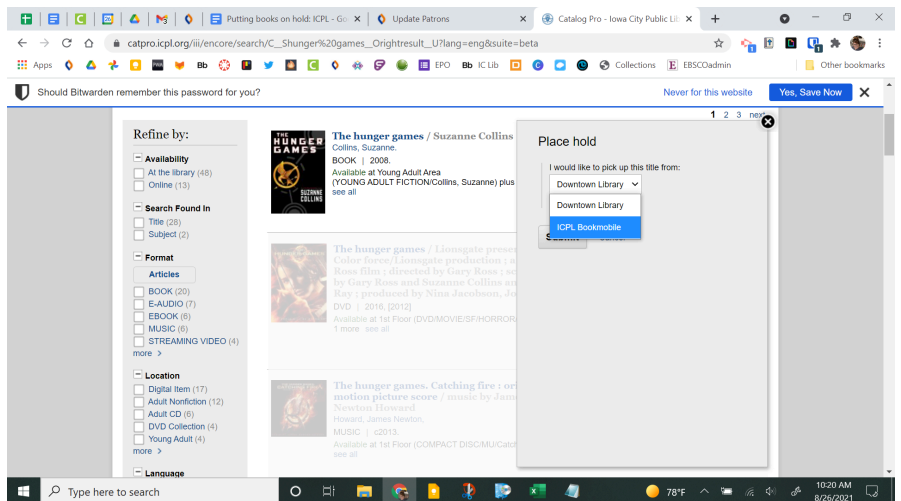 Putting books on hold: ICPL - Go
Update Patrons
Catalog Pro - Iowa City Public Lib
catpro.icpl.org/iii/encore/search/C__Shunger%20games__Orightresult__U?lang=eng&suite=beta
Apps
Bb
EPO
Bb IC Lib
Collections
EBSCOadmin
Other bookmarks
Should Bitwarden remember this password for you?
Never for this website
Yes, Save Now
1 2 3 next
Refine by:
Availability
At the library (48)
Online (13)
Search Found In
Title (28)
Subject (2)
Format
Articles
BOOK (20)
E-AUDIO (7)
EBOOK (6)
MUSIC (6)
STREAMING VIDEO (4)
more >
Location
Digital Item (17)
Adult Nonfiction (12)
Adult CD (6)
DVD Collection (4)
Young Adult (4)
more >
Language
THE
HUNGER
GAMES
SUZANNE
COLLINS
The hunger games / Suzanne Collins
Collins, Suzanne.
BOOK | 2008.
Available at Young Adult Area
(YOUNG ADULT FICTION/Collins, Suzanne) plus
see all
The hunger games / Lionsgate prese
Color force/Lionsgate production ; a
Ross film ; directed by Gary Ross ; sc
by Gary Ross and Suzanne Collins an
Ray ; produced by Nina Jacobson, Jo
DVD | 2016, [2012]
Available at 1st Floor (DVD/MOVIE/SF/HORROR
1 more see all
The hunger games. Catching fire : ori
motion picture score / music by Jame
Newton Howard
Howard, James Newton.
MUSIC | c2013.
Available at 1st Floor (COMPACT DISC/MU/Catch
see all
Place hold
I would like to pick up this title from:
Downtown Library
Downtown Library
ICPL Bookmobile
Submit
Cancel
Type here to search
78°F
10:20 AM
8/26/2021